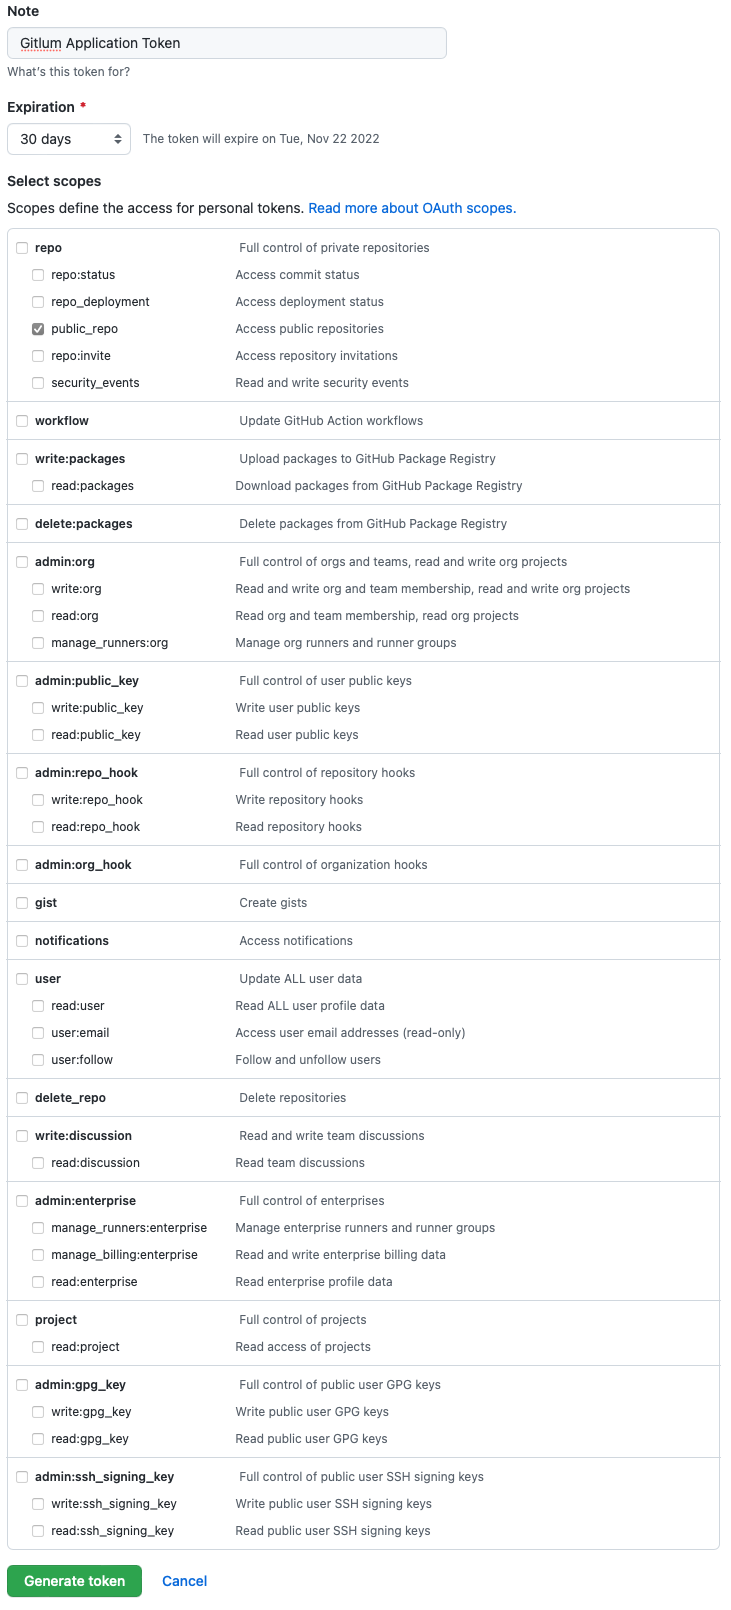 Note
Gitlum Application Token
What's this token for?
Expiration *
30 days The token will expire on Tue, Nov 22 2022
Select scopes
Scopes define the access for personal tokens. Read more about OAuth scopes.
repo Full control of private repositories
repo:status Access commit status
repo_deployment Access deployment status
public_repo Access public repositories
repo:invite Access repository invitations
security_events Read and write security events
workflow Update GitHub Action workflows
write:packages Upload packages to GitHub Package Registry
read:packages Download packages from GitHub Package Registry
delete:packages Delete packages from GitHub Package Registry
admin:org Full control of orgs and teams, read and write org projects
write:org Read and write org and team membership, read and write org projects
read:org Read org and team membership, read org projects
manage_runners:org Manage org runners and runner groups
admin:public_key Full control of user public keys
write:public_key Write user public keys
read:public_key Read user public keys
admin:repo_hook Full control of repository hooks
write:repo_hook Write repository hooks
read:repo_hook Read repository hooks
admin:org_hook Full control of organization hooks
gist Create gists
notifications Access notifications
user Update ALL user data
read:user Read ALL user profile data
user:email Access user email addresses (read-only)
user:follow Follow and unfollow users
delete_repo Delete repositories
write:discussion Read and write team discussions
read:discussion Read team discussions
admin:enterprise Full control of enterprises
manage_runners:enterprise Manage enterprise runners and runner groups
manage_billing:enterprise Read and write enterprise billing data
read:enterprise Read enterprise profile data
project Full control of projects
read:project Read access of projects
admin:gpg_key Full control of public user GPG keys
write:gpg_key Write public user GPG keys
read:gpg_key Read public user GPG keys
admin:ssh_signing_key Full control of public user SSH signing keys
write:ssh_signing_key Write public user SSH signing keys
read:ssh_signing_key Read public user SSH signing keys
Generate token Cancel